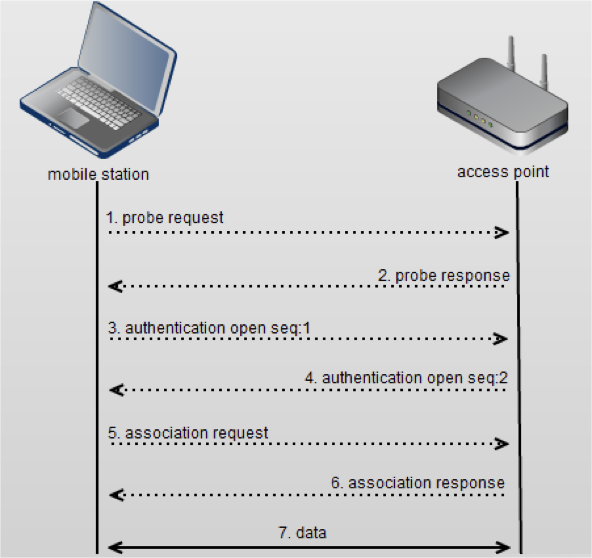 mobile station
access point
1. probe request
2. probe response
3. authentication open seq:1
4. authentication open seq:2
5. association request
6. association response
7. data